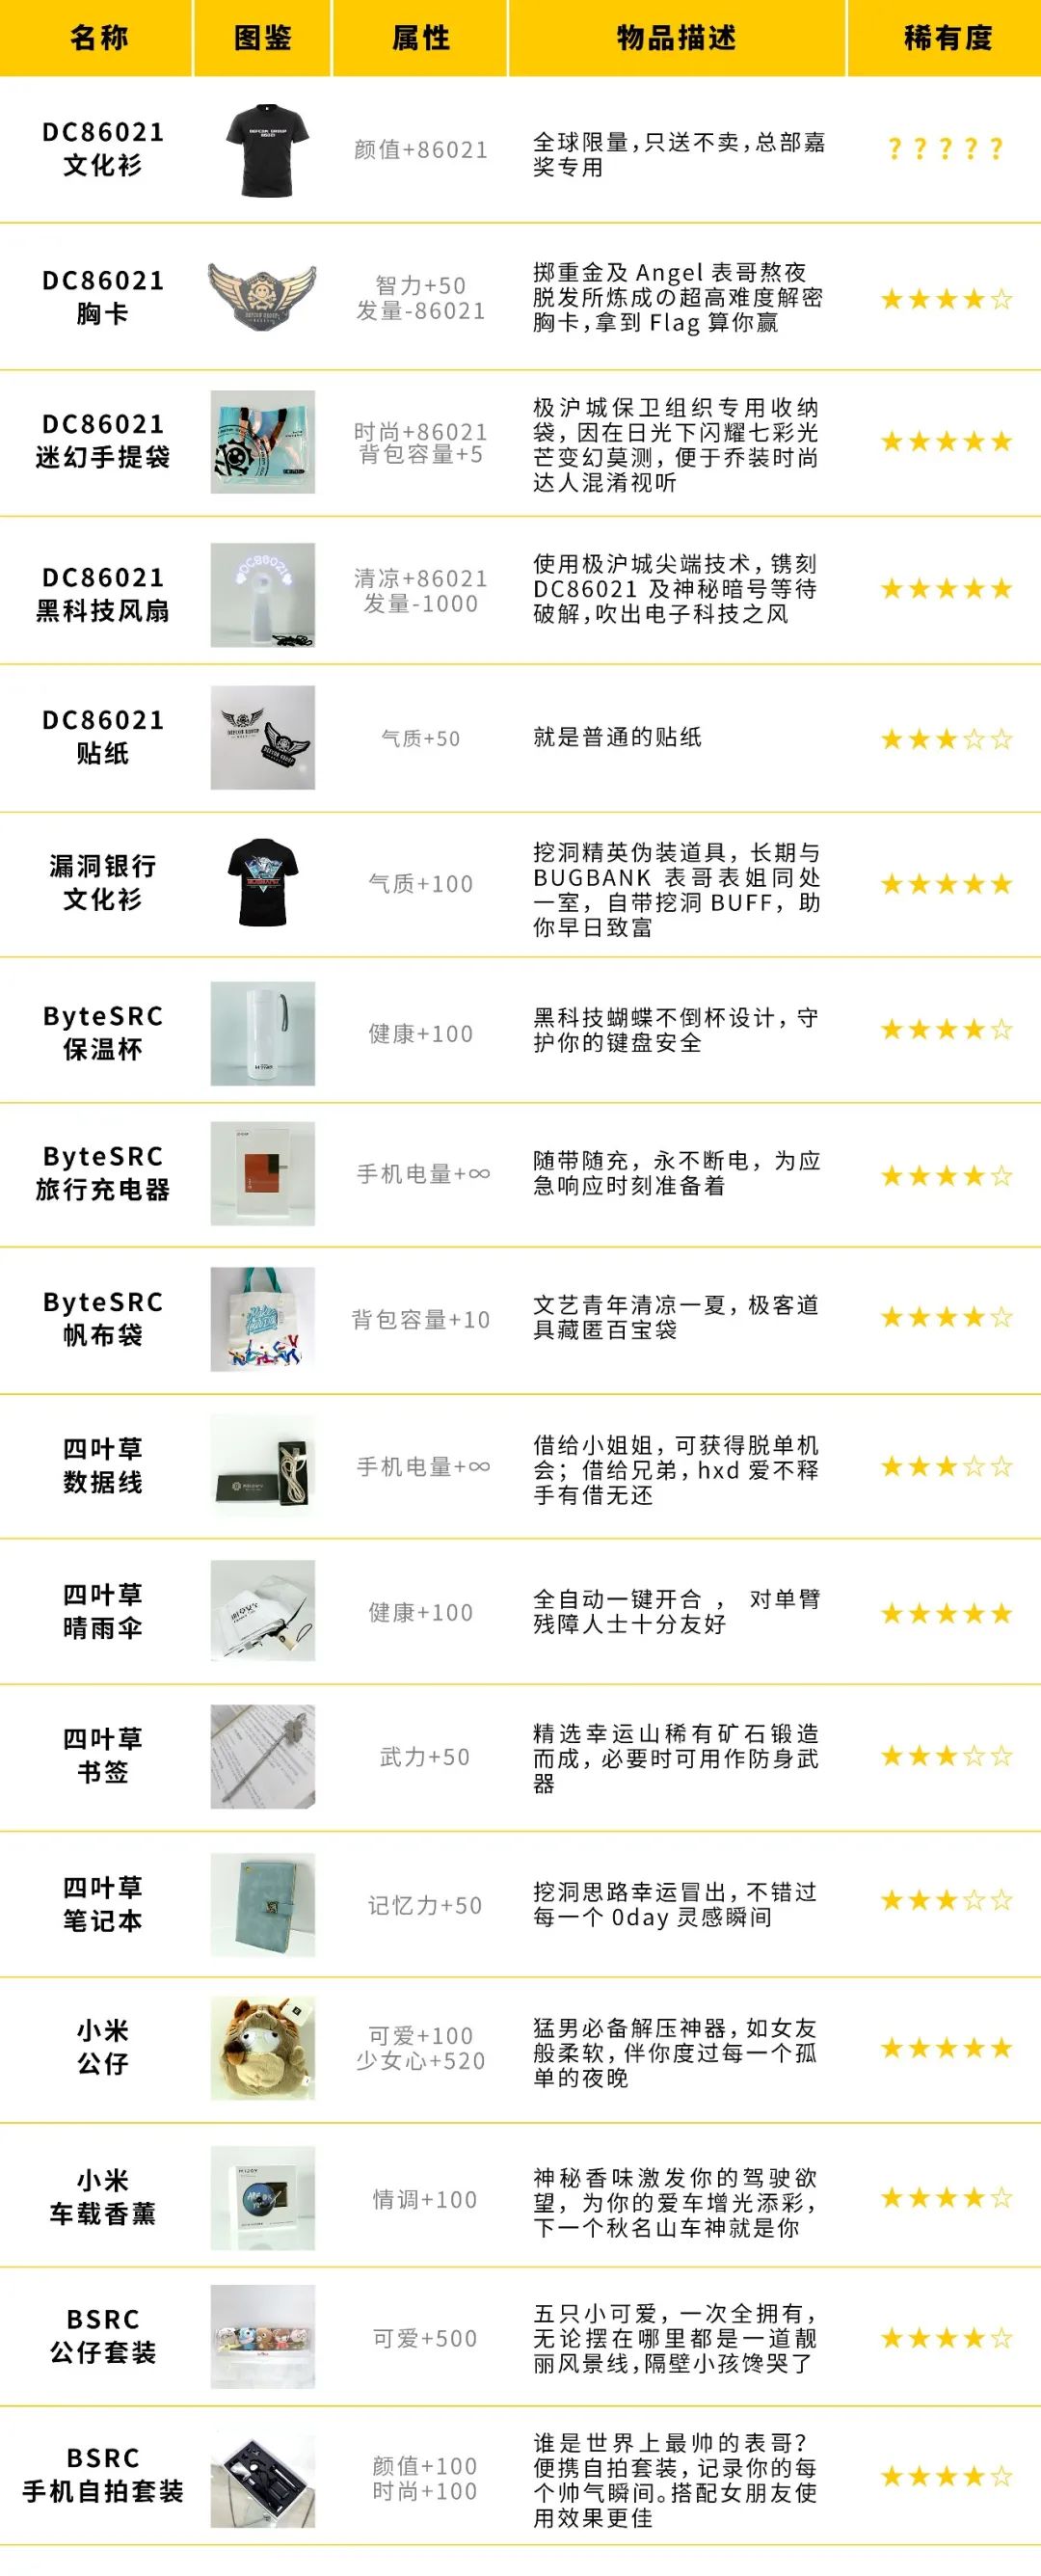 名称 图鉴 属性 物品描述 稀有度
DC86021
文化衫
DEFCON GROUP
86021
颜值+86021
全球限量,只送不卖,总部嘉
奖专用
? ? ? ? ?
DC86021
胸卡
DEFCON GROUP
智力+50
发量-86021
掷重金及 Angel 表哥熬夜
脱发所炼成の超高难度解密
胸卡,拿到 Flag 算你赢
★★★★☆
DC86021
迷幻手提袋
时尚+86021
背包容量+5
极沪城保卫组织专用收纳
袋,因在日光下闪耀七彩光
芒变幻莫测,便于乔装时尚
达人混淆视听
★★★★★
DC86021
黑科技风扇
DC86021
清凉+86021
发量-1000
使用极沪城尖端技术,镌刻
DC86021 及神秘暗号等待
破解,吹出电子科技之风
★★★★★
DC86021
贴纸
DEFCON GROUP
气质+50
就是普通的贴纸
★★★☆☆
漏洞银行
文化衫
BUGBANK
气质+100
挖洞精英伪装道具，长期与
BUGBANK 表哥表姐同处
一室，自带挖洞 BUFF，助
你早日致富
★★★★★
ByteSRC
保温杯
健康+100
黑科技蝴蝶不倒杯设计，守
护你的键盘安全
★★★★☆
ByteSRC
旅行充电器
手机电量+∞
随带随充，永不断电，为应
急响应时刻准备着
★★★★☆
ByteSRC
帆布袋
背包容量+10
文艺青年清凉一夏，极客道
具藏匿百宝袋
★★★★☆
四叶草
数据线
手机电量+∞
借给小姐姐，可获得脱单机
会；借给兄弟,hxd 爱不释
手有借无还
★★★☆☆
四叶草
晴雨伞
健康+100
全自动一键开合 ， 对单臂
残障人士十分友好
★★★★★
四叶草
书签
武力+50
精选幸运山稀有矿石锻造
而成,必要时可用作防身武
器
★★★☆☆
四叶草
笔记本
记忆力+50
挖洞思路幸运冒出,不错过
每一个 0day 灵感瞬间
★★★☆☆
小米
公仔
可爱+100
少女心+520
猛男必备解压神器,如女友
般柔软,伴你度过每一个孤
单的夜晚
★★★★★
小米
车载香薰
情调+100
神秘香味激发你的驾驶欲
望，为你的爱车增光添彩，
下一个秋名山车神就是你
★★★★☆
BSRC
公仔套装
可爱+500
五只小可爱，一次全拥有，
无论摆在哪里都是一道靓
丽风景线,隔壁小孩馋哭了
★★★★☆
BSRC
手机自拍套装
颜值+100
时尚+100
谁是世界上最帅的表哥?
便携自拍套装,记录你的每
个帅气瞬间。搭配女朋友使
用效果更佳
★★★★☆